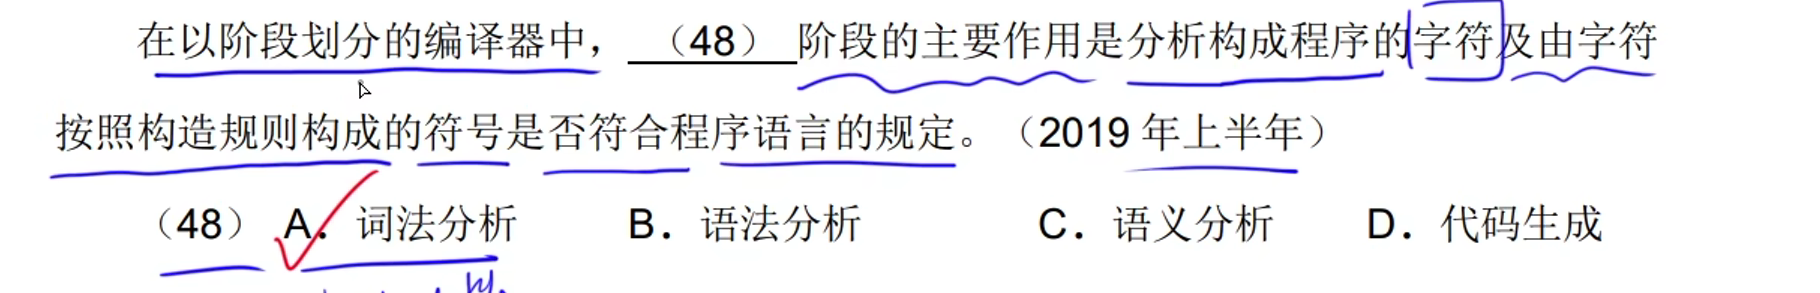 在以阶段划分的编译器中，（48）阶段的主要作用是分析构成程序的字符及由字符
按照构造规则构成的符号是否符合程序语言的规定。（2019 年上半年）
（48） A．词法分析 B．语法分析 C．语义分析 D．代码生成